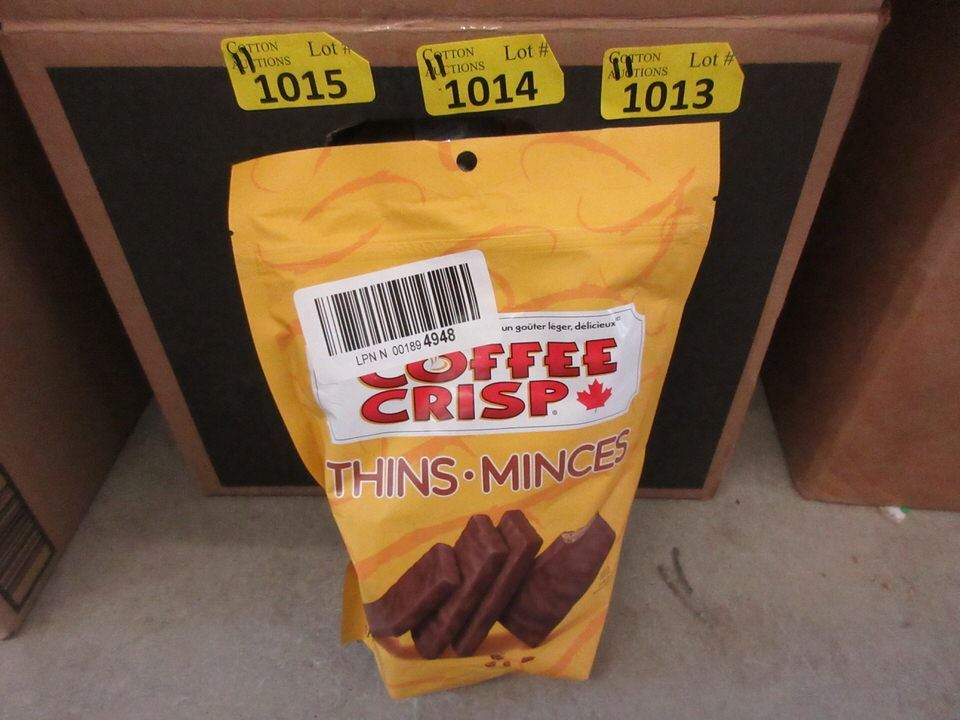 COTTON Lot #
AUCTIONS
1015
COTTON Lot #
AUCTIONS
1014
COTTON Lot #
AUCTIONS
1013
LPN N 00189 4948
un goûter léger, délicieux
COFFEE
CRISP
THINS • MINCES